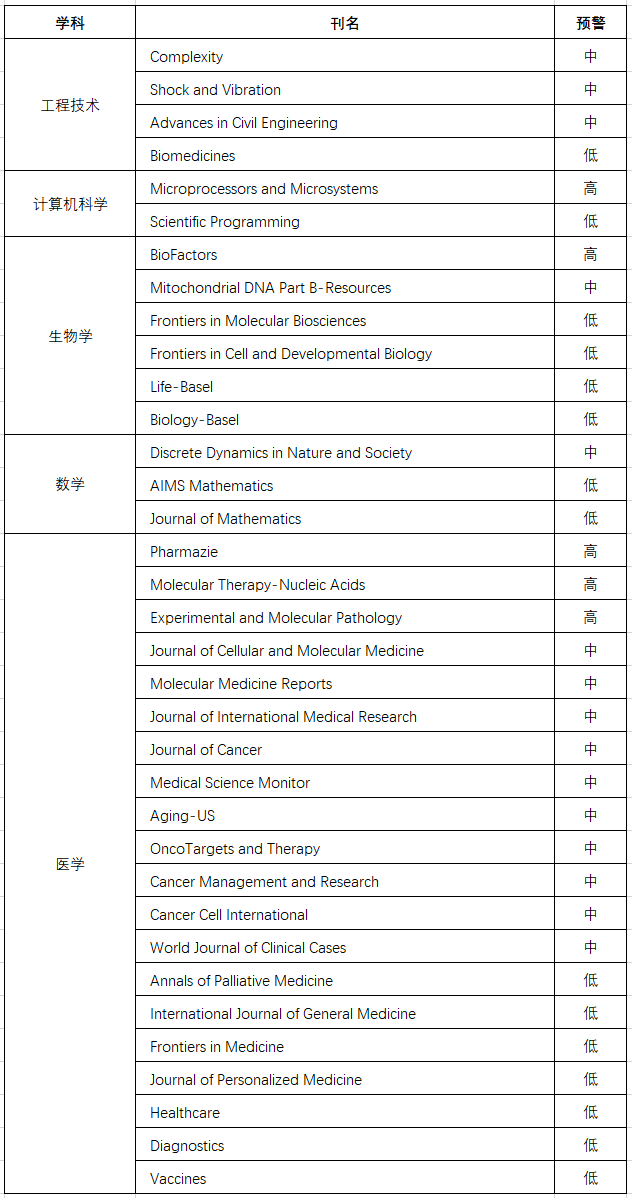 学科 刊名 预警
工程技术
Complexity 中
Shock and Vibration 中
Advances in Civil Engineering 中
Biomedicines 低
计算机科学
Microprocessors and Microsystems 高
Scientific Programming 低
生物学
BioFactors 高
Mitochondrial DNA Part B-Resources 中
Frontiers in Molecular Biosciences 低
Frontiers in Cell and Developmental Biology 低
Life-Basel 低
Biology-Basel 低
数学
Discrete Dynamics in Nature and Society 中
AIMS Mathematics 低
Journal of Mathematics 低
医学
Pharmazie 高
Molecular Therapy-Nucleic Acids 高
Experimental and Molecular Pathology 高
Journal of Cellular and Molecular Medicine 中
Molecular Medicine Reports 中
Journal of International Medical Research 中
Journal of Cancer 中
Medical Science Monitor 中
Aging-US 中
OncoTargets and Therapy 中
Cancer Management and Research 中
Cancer Cell International 中
World Journal of Clinical Cases 中
Annals of Palliative Medicine 低
International Journal of General Medicine 低
Frontiers in Medicine 低
Journal of Personalized Medicine 低
Healthcare 低
Diagnostics 低
Vaccines 低